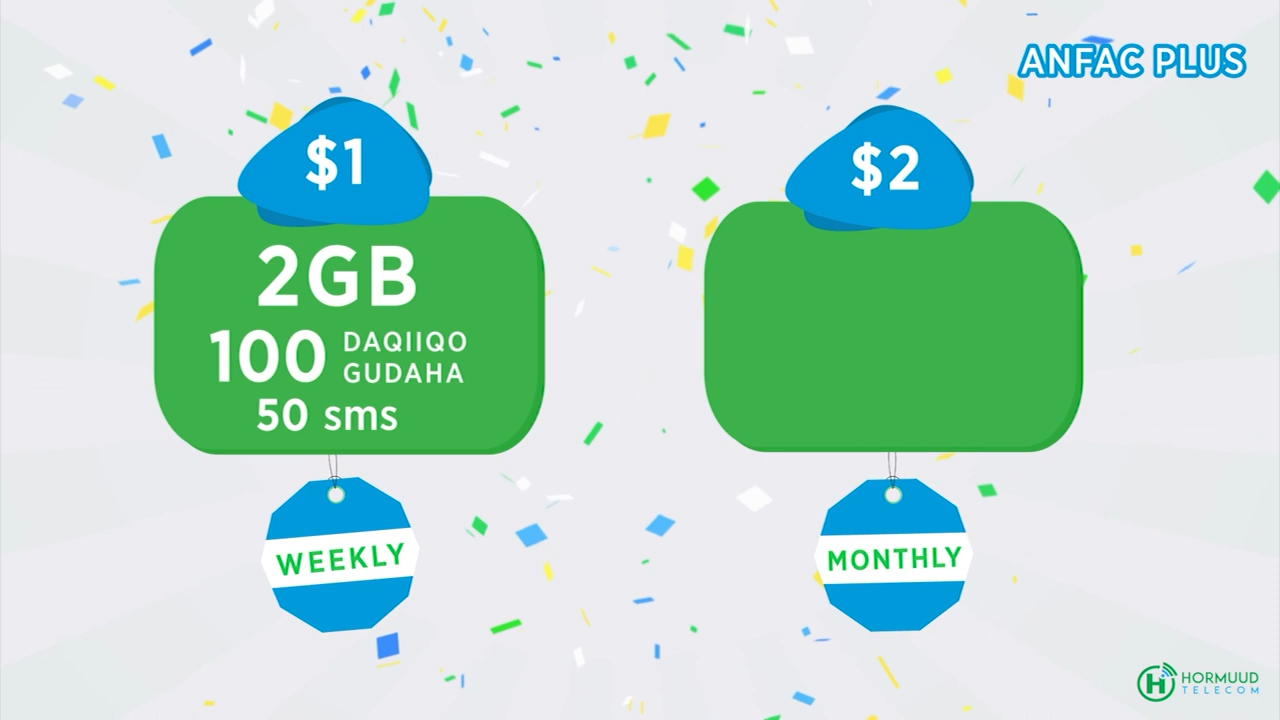 ANFAC PLUS
$1
2GB
100 DAQIIQO
GUDAHA
50 sms
WEEKLY
$2
MONTHLY
HORMUUD
TELECOM